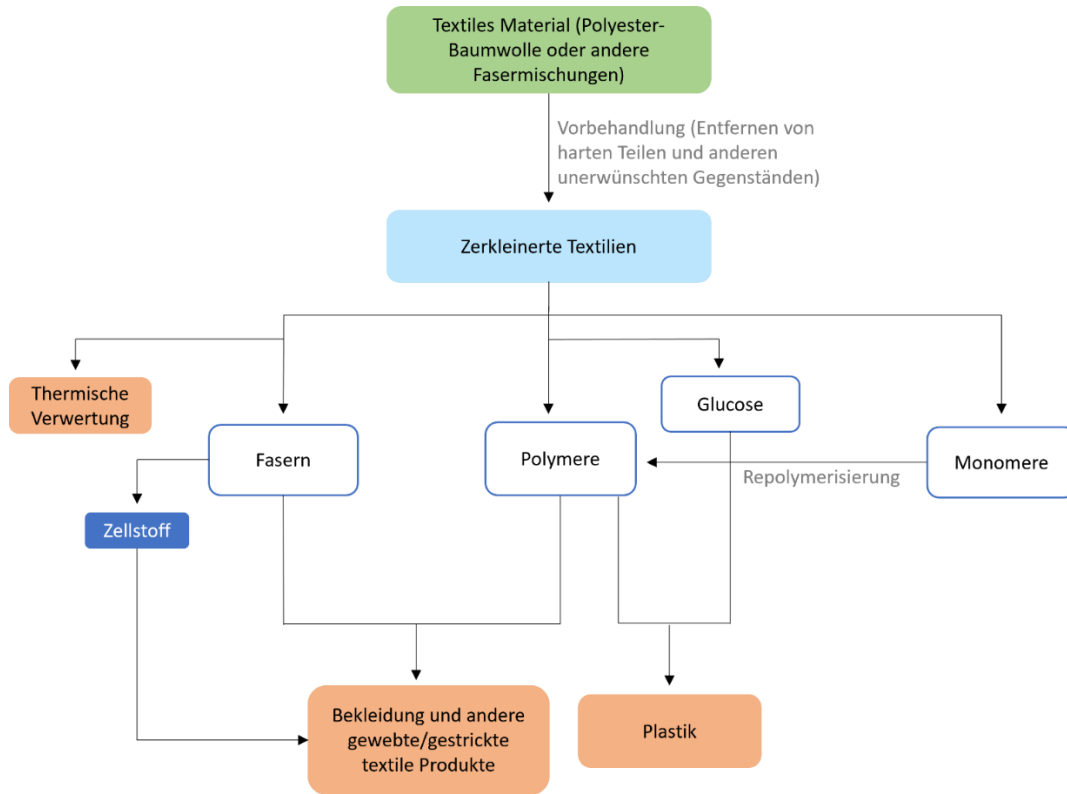 Textiles Material (Polyester-
Baumwolle oder andere
Fasermischungen)
Vorbehandlung (Entfernen von
harten Teilen und anderen
unerwünschten Gegenständen)
Zerkleinerte Textilien
Thermische
Verwertung
Glucose
Fasern
Polymere
Repolymerisierung
Monomere
Zellstoff
Bekleidung und andere
gewebte/gestrickte
textile Produkte
Plastik